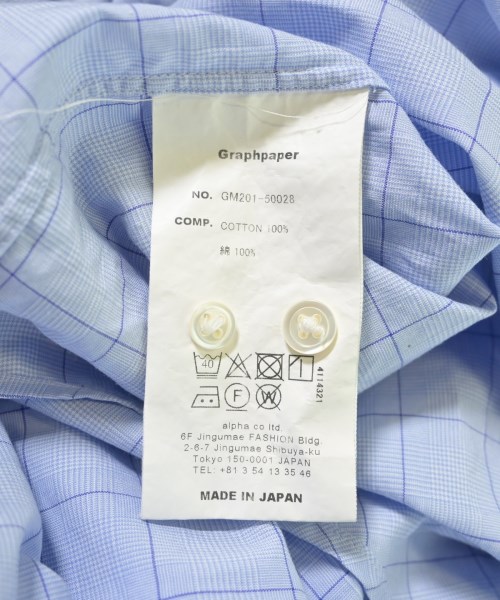 Graphpaper
NO. GM201-50028
COMP. COTTON 100%
綿 100%
40
4114321
W
F
alpha co ltd.
6F Jingumae FASHION Bldg.
2-6-7 Jingumae Shibuya-ku
Tokyo 150-0001 JAPAN
TEL: +81 3 54 13 35 46
MADE IN JAPAN